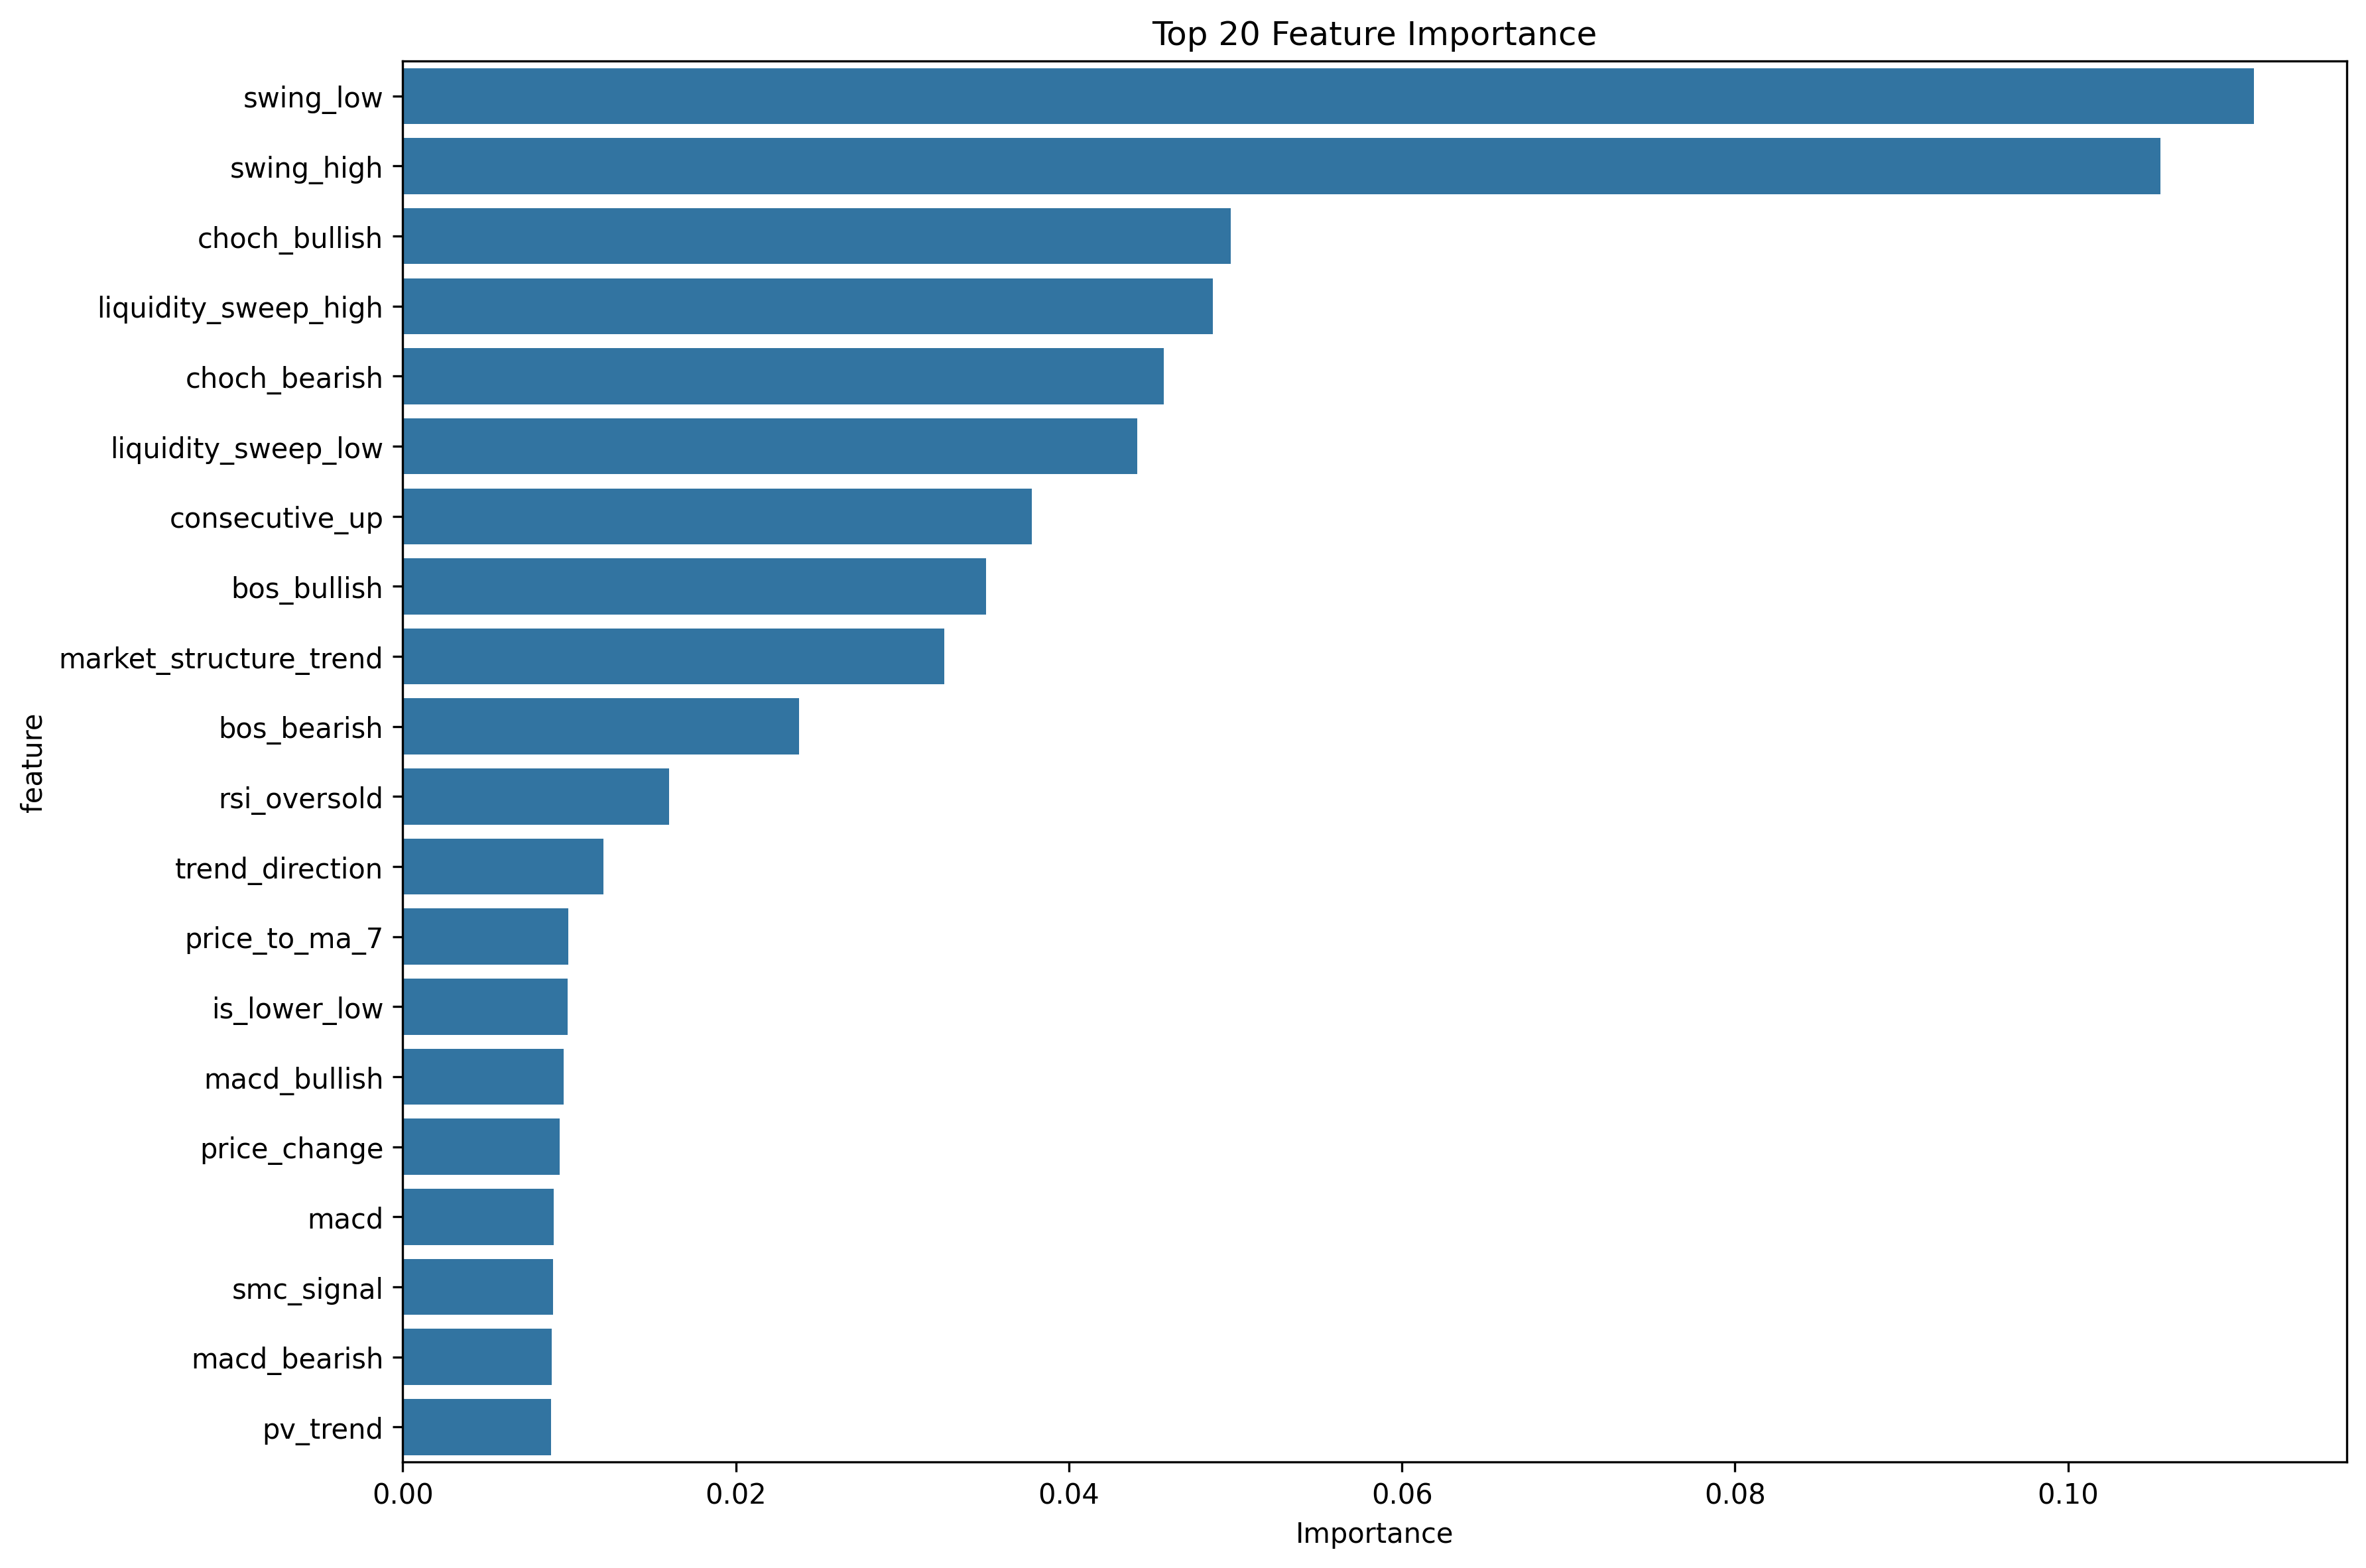 Top 20 Feature Importance
swing_low
swing_high
choch_bullish
liquidity_sweep_high
choch_bearish
liquidity_sweep_low
consecutive_up
bos_bullish
market_structure_trend
bos_bearish
rsi_oversold
trend_direction
price_to_ma_7
is_lower_low
macd_bullish
price_change
macd
smc_signal
macd_bearish
pv_trend
feature
0.00 0.02 0.04 0.06 0.08 0.10
Importance